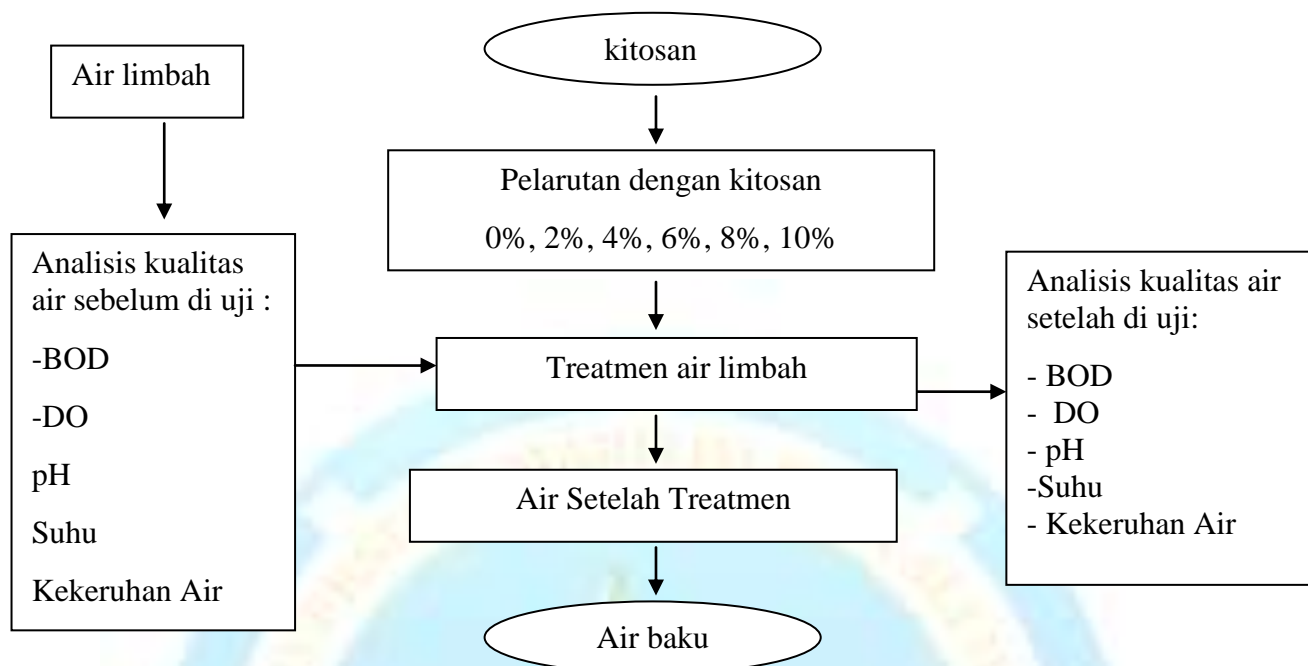 kitosan
Air limbah
Pelarutan dengan kitosan
0%, 2%, 4%, 6%, 8%, 10%
Analisis kualitas
air sebelum di uji :
-BOD
-DO
pH
Suhu
Kekeruhan Air
Treatmen air limbah
Analisis kualitas air
setelah di uji:
- BOD
- DO
- pH
-Suhu
- Kekeruhan Air
Air Setelah Treatmen
Air baku